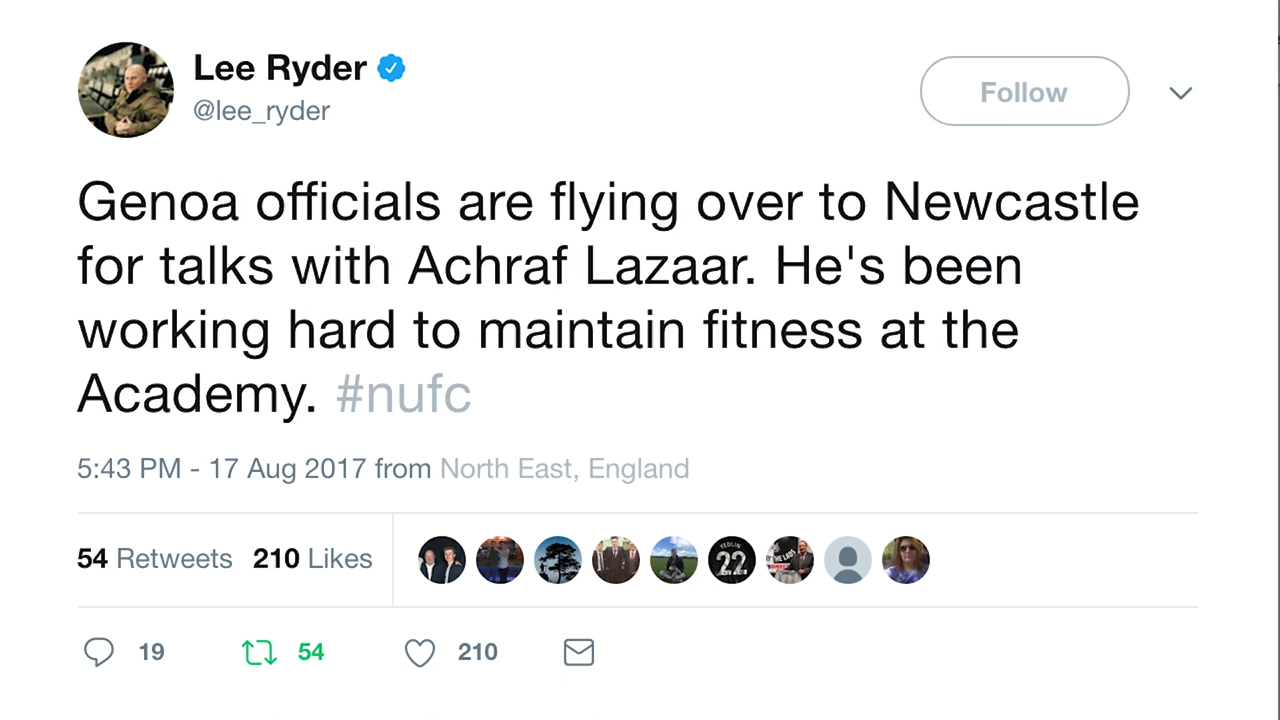 Lee Ryder
@lee_ryder
Follow
Genoa officials are flying over to Newcastle
for talks with Achraf Lazaar. He's been
working hard to maintain fitness at the
Academy. #nufc
5:43 PM - 17 Aug 2017 from North East, England
54 Retweets 210 Likes
YEDLIN
22
19 54 210